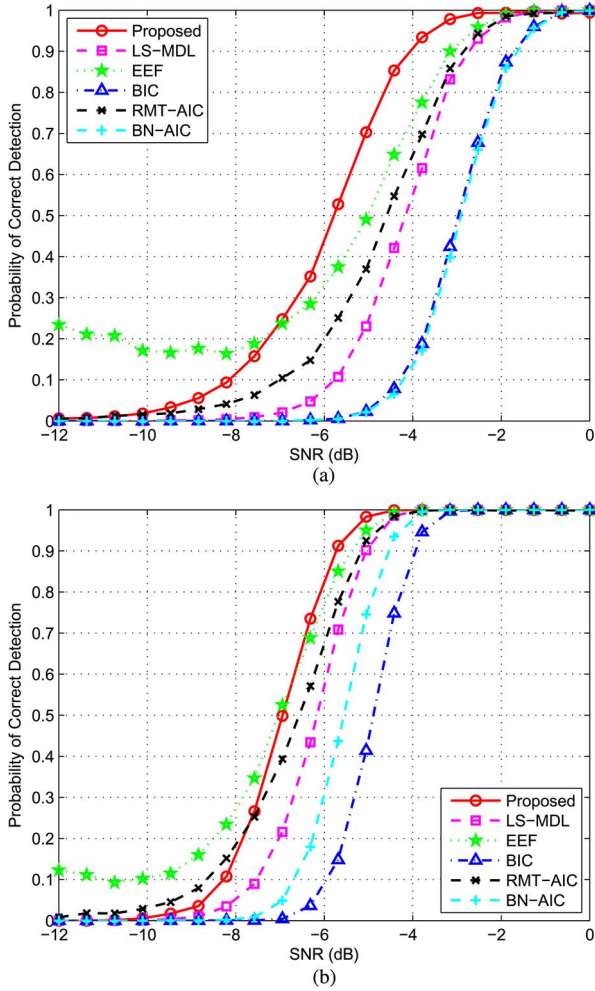 1
0.9
0.8
0.7
0.6
0.5
0.4
0.3
0.2
0.1
0
Probability of Correct Detection
Proposed
LS−MDL
EEF
BIC
RMT−AIC
BN−AIC
−12 −10 −8 −6 −4 −2 0
SNR (dB)
(a)
1
0.9
0.8
0.7
0.6
0.5
0.4
0.3
0.2
0.1
0
Probability of Correct Detection
Proposed
LS−MDL
EEF
BIC
RMT−AIC
BN−AIC
−12 −10 −8 −6 −4 −2 0
SNR (dB)
(b)